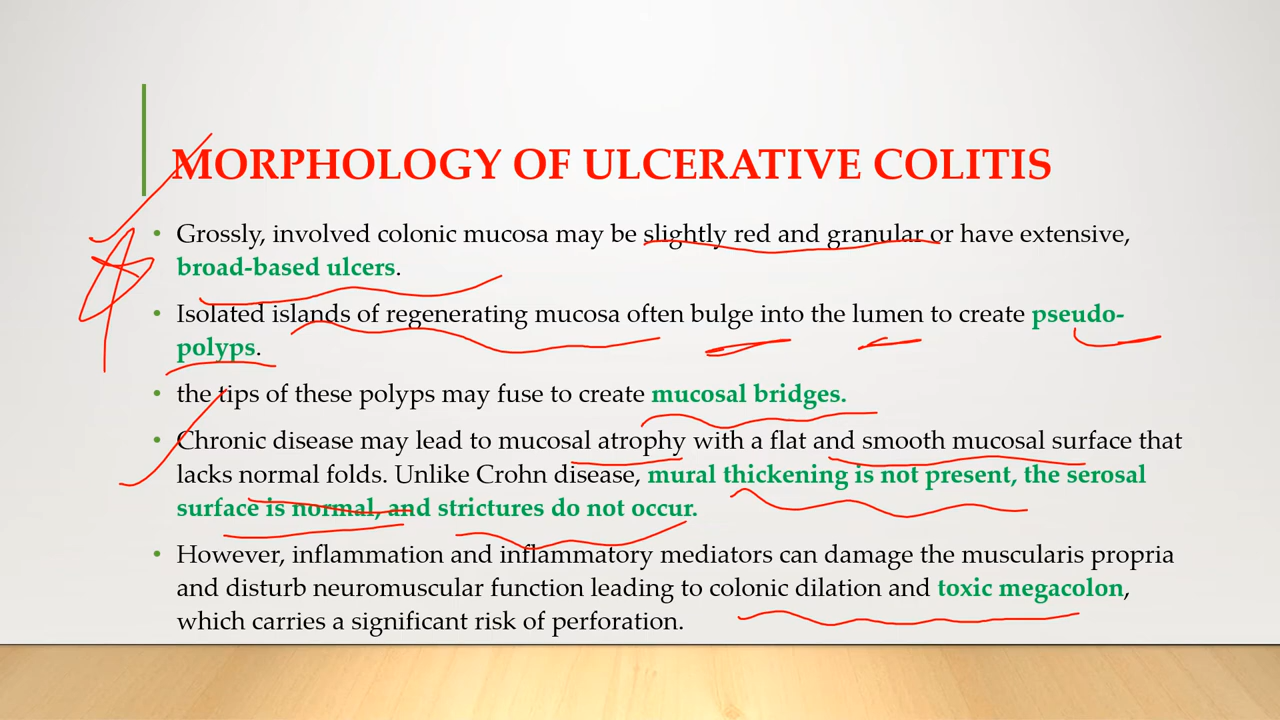 MORPHOLOGY OF ULCERATIVE COLITIS
• Grossly, involved colonic mucosa may be slightly red and granular or have extensive,
broad-based ulcers.
• Isolated islands of regenerating mucosa often bulge into the lumen to create pseudo-
polyps.
• the tips of these polyps may fuse to create mucosal bridges.
• Chronic disease may lead to mucosal atrophy with a flat and smooth mucosal surface that
lacks normal folds. Unlike Crohn disease, mural thickening is not present, the serosal
surface is normal, and strictures do not occur.
• However, inflammation and inflammatory mediators can damage the muscularis propria
and disturb neuromuscular function leading to colonic dilation and toxic megacolon,
which carries a significant risk of perforation.